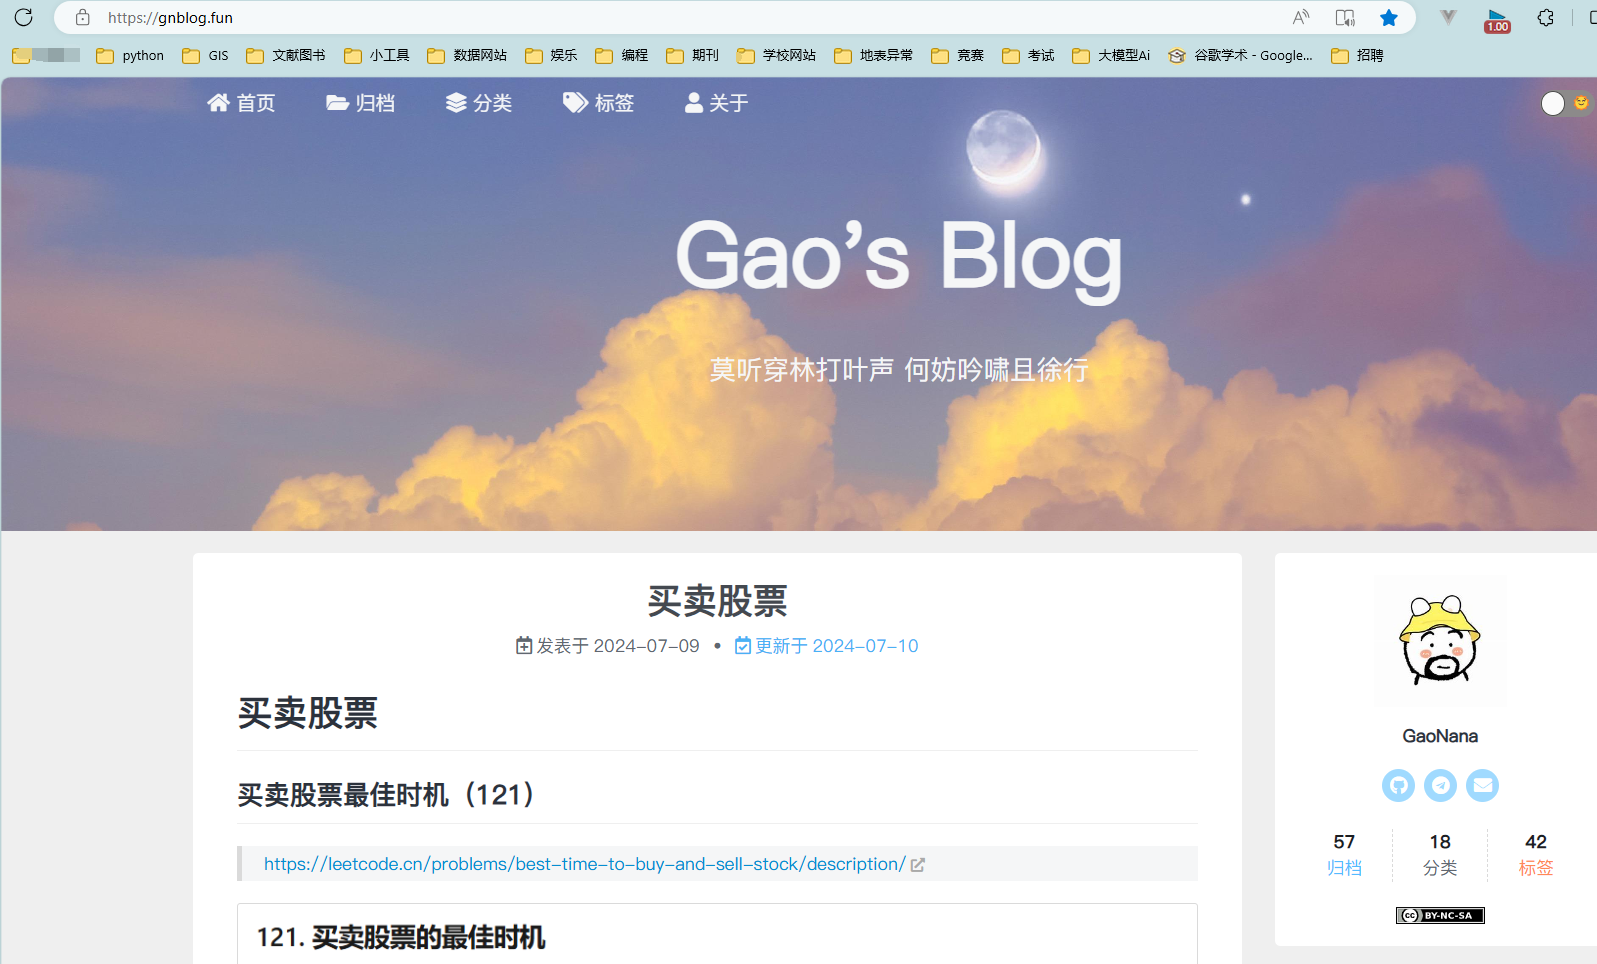 https://gnblog.fun
1.00
python GIS 文献图书 小工具 数据网站 娱乐 编程 期刊 学校网站 地表异常 竞赛 考试 大模型Ai 谷歌学术 - Google... 招聘
首页 归档 分类 标签 关于
Gao’s Blog
莫听穿林打叶声 何妨吟啸且徐行
买卖股票
发表于 2024-07-09 • 更新于 2024-07-10
买卖股票
买卖股票最佳时机（121）
https://leetcode.cn/problems/best-time-to-buy-and-sell-stock/description/
121. 买卖股票的最佳时机
GaoNana
57 18 42
归档 分类 标签
cc BY-NC-SA